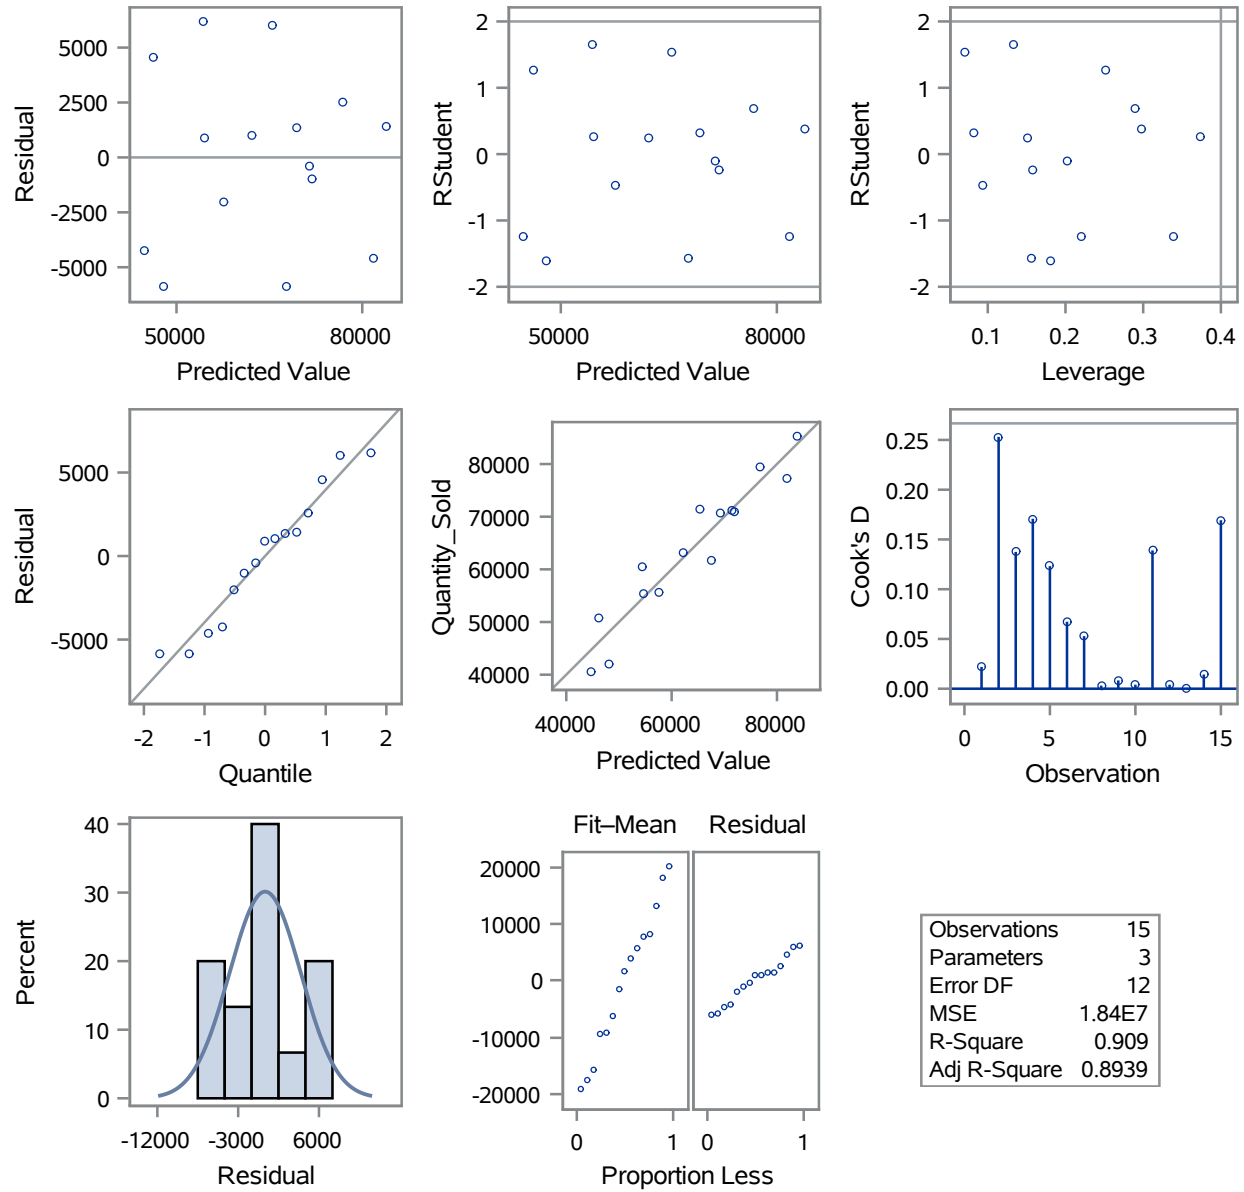 5000
2500
0
-2500
-5000
Residual
50000 80000
Predicted Value
2
1
0
-1
-2
RStudent
50000 80000
Predicted Value
2
1
0
-1
-2
RStudent
0.1 0.2 0.3 0.4
Leverage
5000
0
-5000
Residual
-2 -1 0 1 2
Quantile
80000
70000
60000
50000
40000
Quantity_Sold
40000 60000 80000
Predicted Value
0.25
0.20
0.15
0.10
0.05
0.00
Cook's D
0 5 10 15
Observation
40
30
20
10
0
Percent
-12000 -3000 6000
Residual
Fit–Mean Residual
20000
10000
0
-10000
-20000
0 1 0 1
Proportion Less
Observations 15
Parameters 3
Error DF 12
MSE 1.84E7
R-Square 0.909
Adj R-Square 0.8939